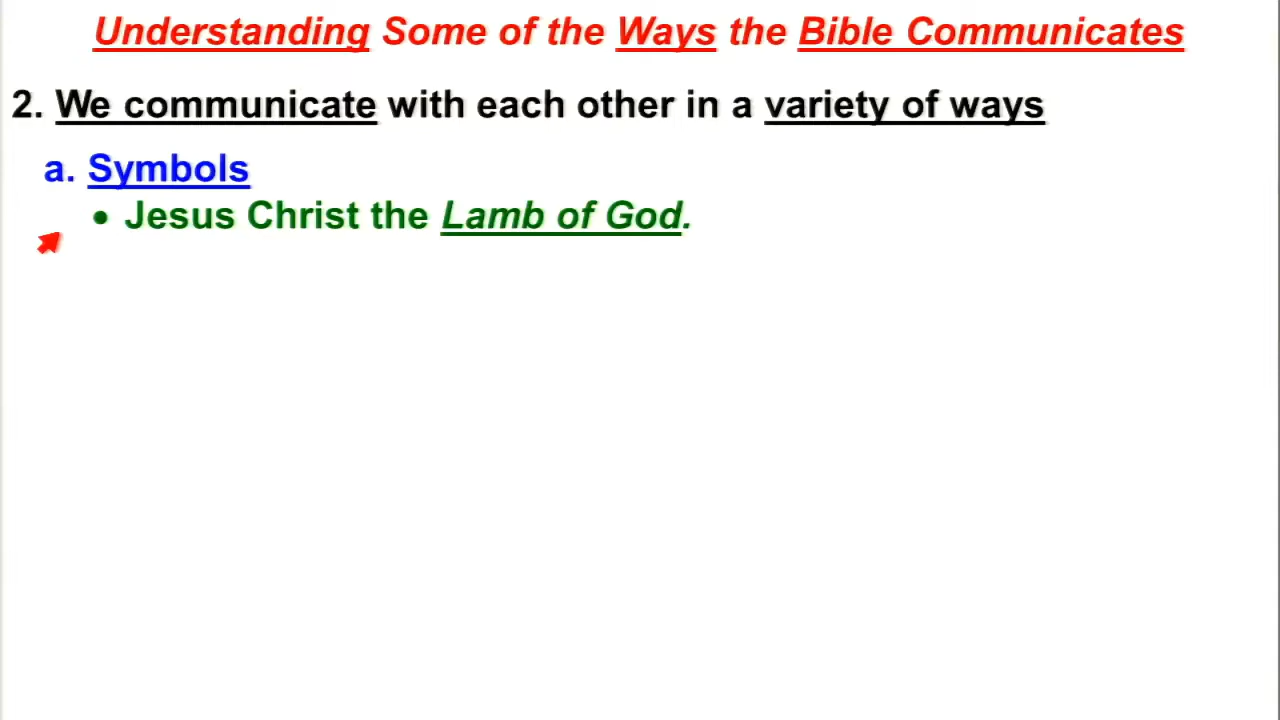 Understanding Some of the Ways the Bible Communicates
2. We communicate with each other in a variety of ways
a. Symbols
• Jesus Christ the Lamb of God.